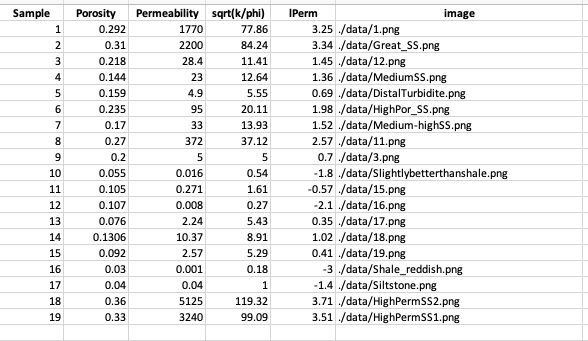 Sample Porosity Permeability sqrt(k/phi) lPerm image
1 0.292 1770 77.86 3.25 ./data/1.png
2 0.31 2200 84.24 3.34 ./data/Great_SS.png
3 0.218 28.4 11.41 1.45 ./data/12.png
4 0.144 23 12.64 1.36 ./data/MediumSS.png
5 0.159 4.9 5.55 0.69 ./data/DistalTurbidite.png
6 0.235 95 20.11 1.98 ./data/HighPor_SS.png
7 0.17 33 13.93 1.52 ./data/Medium-highSS.png
8 0.27 372 37.12 2.57 ./data/11.png
9 0.2 5 5 0.7 ./data/3.png
10 0.055 0.016 0.54 -1.8 ./data/Slightlybetterthanshale.png
11 0.105 0.271 1.61 -0.57 ./data/15.png
12 0.107 0.008 0.27 -2.1 ./data/16.png
13 0.076 2.24 5.43 0.35 ./data/17.png
14 0.1306 10.37 8.91 1.02 ./data/18.png
15 0.092 2.57 5.29 0.41 ./data/19.png
16 0.03 0.001 0.18 -3 ./data/Shale_reddish.png
17 0.04 0.04 1 -1.4 ./data/Siltstone.png
18 0.36 5125 119.32 3.71 ./data/HighPermSS2.png
19 0.33 3240 99.09 3.51 ./data/HighPermSS1.png